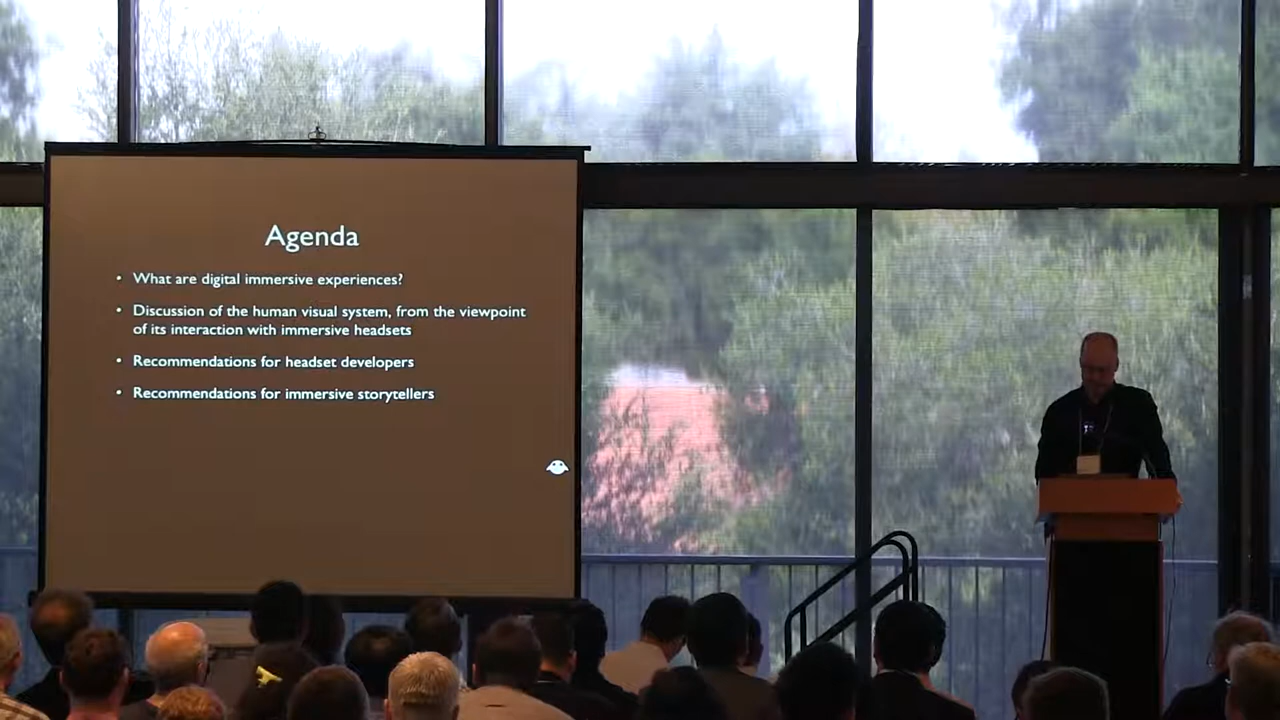 Agenda
• What are digital immersive experiences?
• Discussion of the human visual system, from the viewpoint
of its interaction with immersive headsets
• Recommendations for headset developers
• Recommendations for immersive storytellers